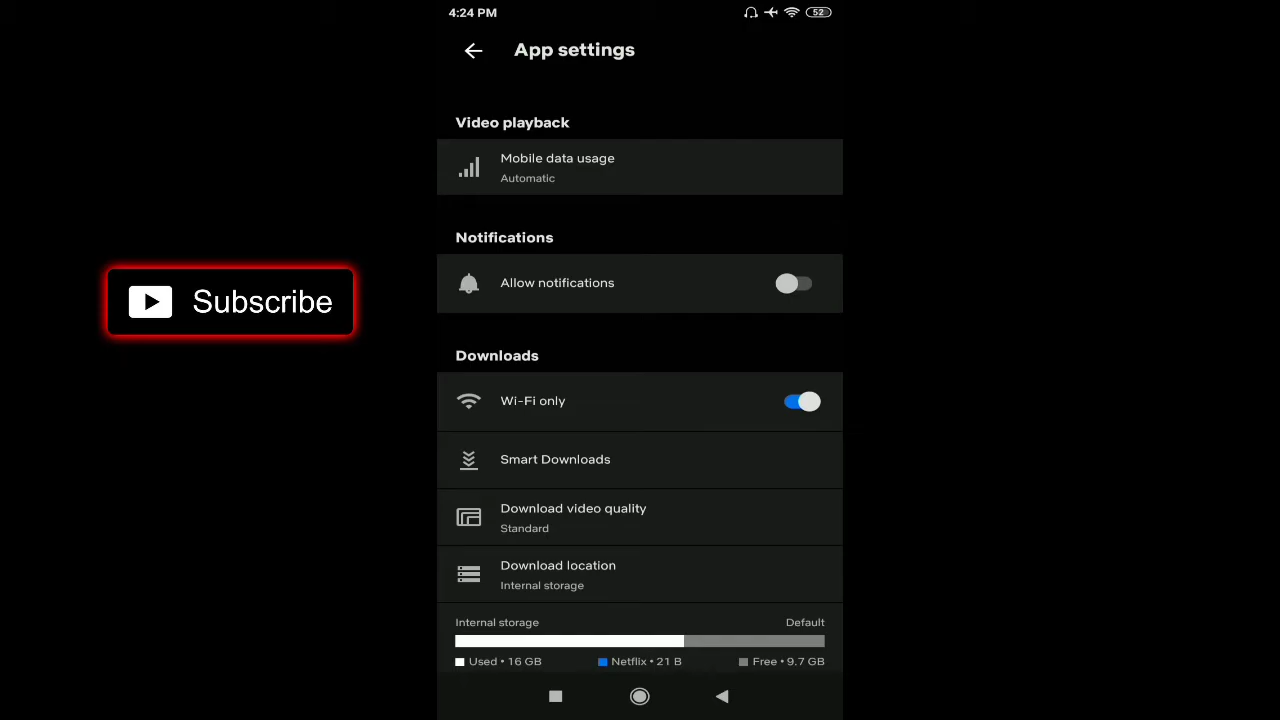 4:24 PM
52
App settings
Video playback
Mobile data usage
Automatic
Notifications
Allow notifications
Subscribe
Downloads
Wi-Fi only
Smart Downloads
Download video quality
Standard
Download location
Internal storage
Internal storage Default
Used • 16 GB Netflix • 21 B Free • 9.7 GB